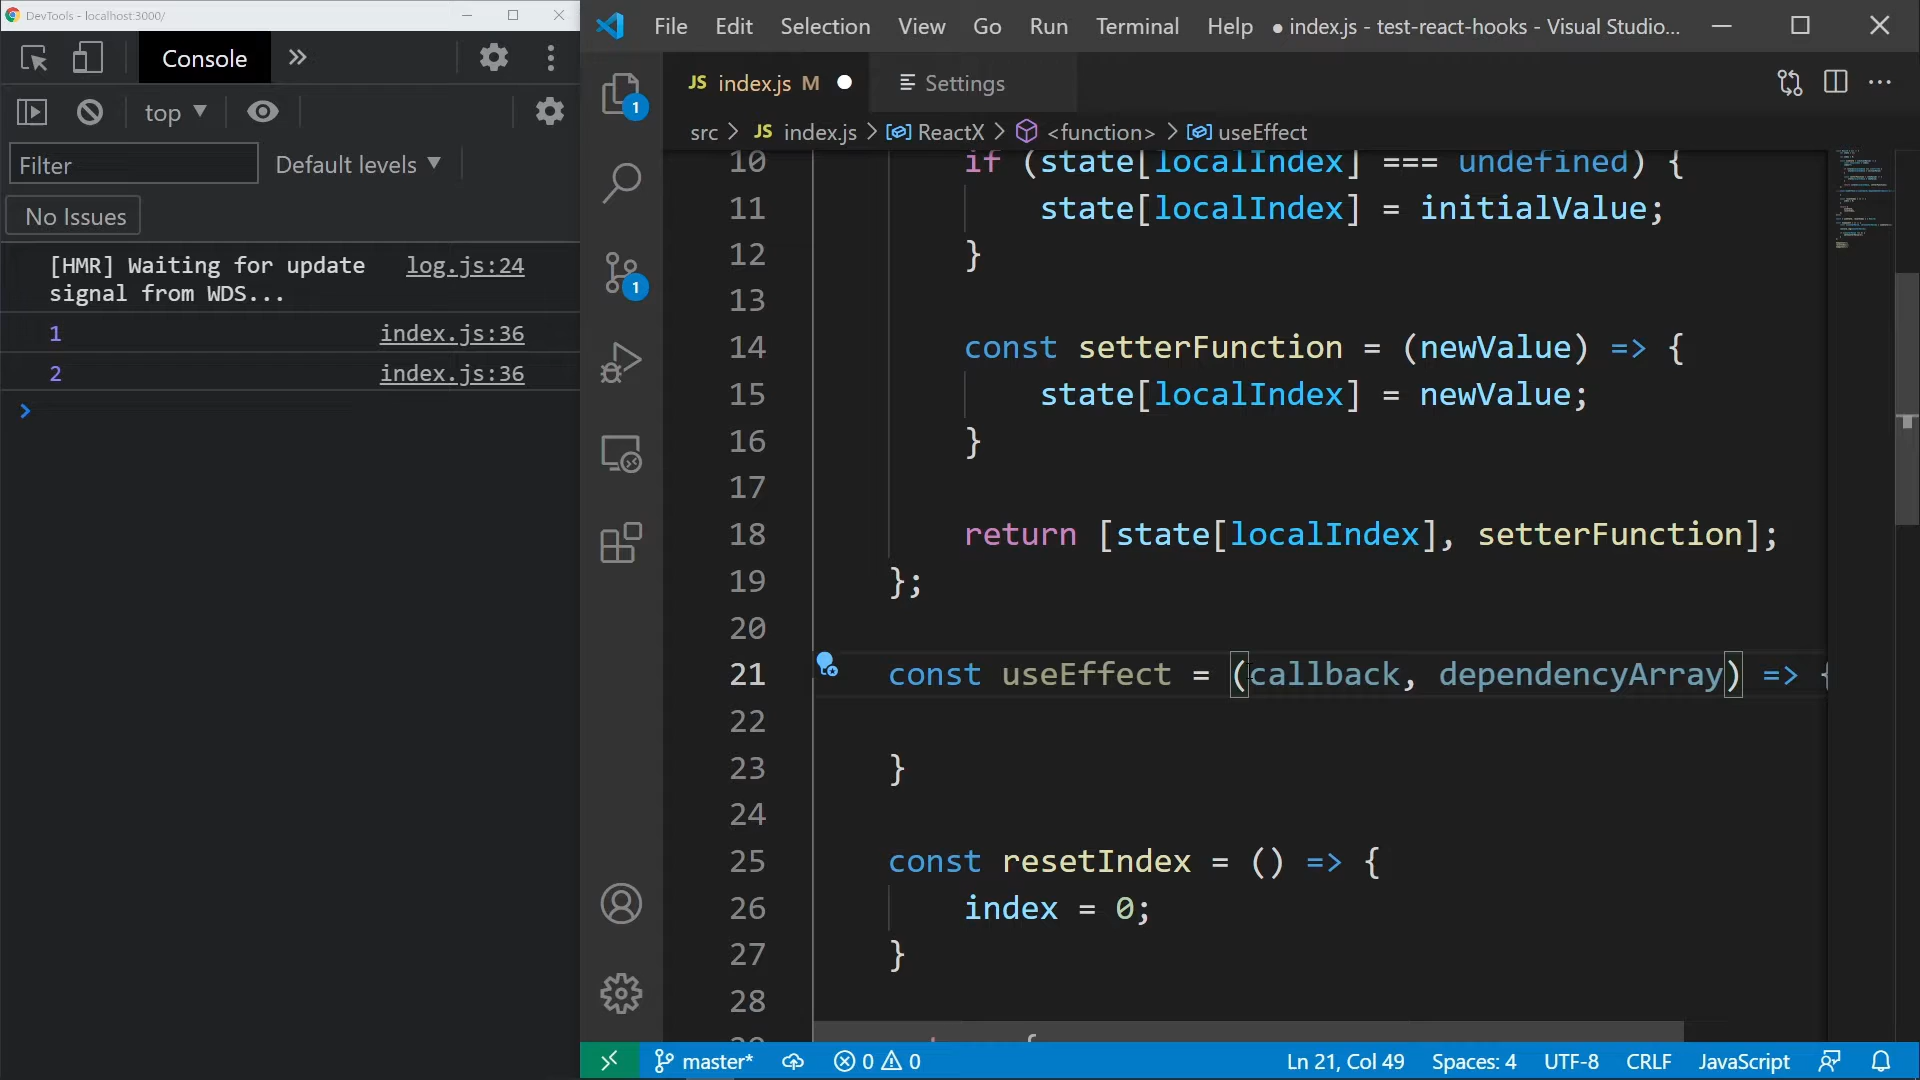 DevTools - localhost:3000/
Console
top
Filter
Default levels
No Issues
[HMR] Waiting for update
signal from WDS...
log.js:24
1
index.js:36
2
index.js:36
File Edit Selection View Go Run Terminal Help
● index.js - test-react-hooks - Visual Studio...
JS index.js M
Settings
src > JS index.js > ReactX > <function> > useEffect
1
1
10 if (state[localIndex] === undefined) {
11 state[localIndex] = initialValue;
12 }
13
14 const setterFunction = (newValue) => {
15 state[localIndex] = newValue;
16 }
17
18 return [state[localIndex], setterFunction];
19 };
20
21 const useEffect = (callback, dependencyArray) => {
22
23 }
24
25 const resetIndex = () => {
26 index = 0;
27 }
28
master*
0 0
Ln 21, Col 49
Spaces: 4
UTF-8
CRLF
JavaScript